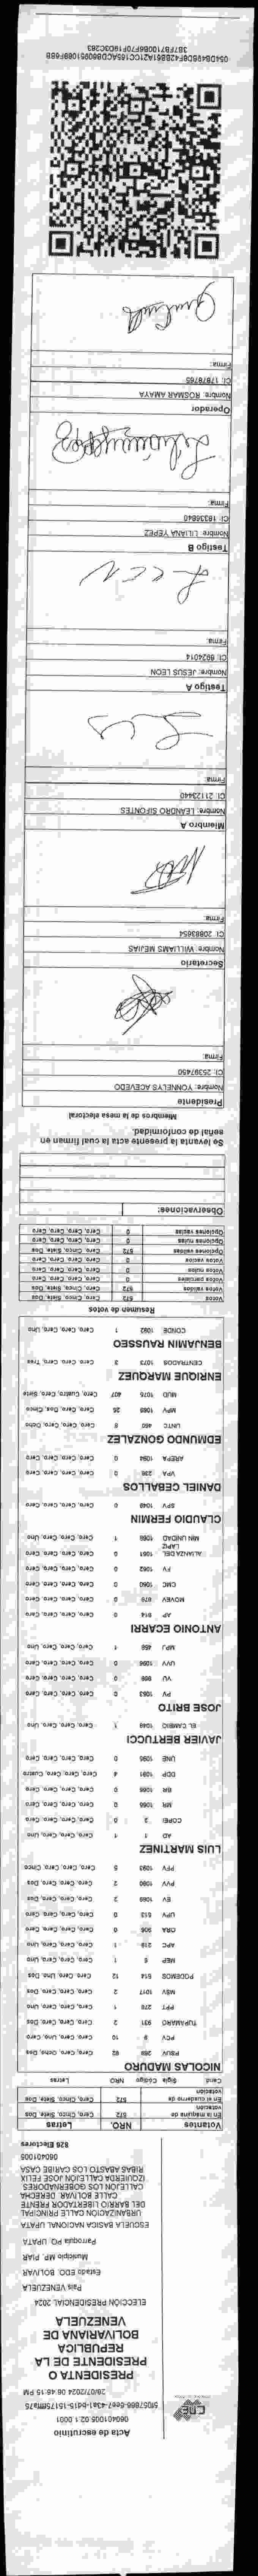 CNE
Acta de escrutinio
060401005.02.1.0001
28/07/2024 06:48:15 PM
PRESIDENTA O
PRESIDENTE DE LA
REPUBLICA
BOLIVARIANA DE
VENEZUELA
ELECCIÓN PRESIDENCIAL 2024
País VENEZUELA
Estado EDO. BOLIVAR
Municipio MP. PIAR
Parroquia PQ. UPATA
ESCUELA BASICA NACIONAL UPATA
URBANIZACIÓN CALLE PRINCIPAL
DEL BARRIO LIBERTADOR FRENTE
CALLE BOLIVAR. DERECHA
CALLEJÓN LOS GOBERNADORES.
IZQUIERDA CALLEJÓN JOSE FELIX
RIBAS ABASTO LOS CARIBE CASA
060401005
826 Electores
Votantes NRO. Letras
En la máquina de votación 572 Cero, Cinco, Siete, Dos
En el cuaderno de votación 572 Cero, Cinco, Siete, Dos
Cand. Sigla Código NRO Letras
NICOLAS MADURO
PSUV 82 Cero, Cero, Ocho, Dos
PCV 10 Cero, Cero, Uno, Cero
TUPAMARO 931 2 Cero, Cero, Cero, Dos
PPT 278 1 Cero, Cero, Cero, Uno
MSV 1017 2 Cero, Cero, Cero, Dos
PODEMOS 514 12 Cero, Cero, Uno, Dos
MEP 1 Cero, Cero, Cero, Uno
APC 219 1 Cero, Cero, Cero, Uno
ORA 906 0 Cero, Cero, Cero, Cero
UPV 613 0 Cero, Cero, Cero, Cero
EV 1069 2 Cero, Cero, Cero, Dos
PVV 1090 2 Cero, Cero, Cero, Dos
PFV 1093 5 Cero, Cero, Cero, Cinco
LUIS MARTINEZ
AD 1 1 Cero, Cero, Cero, Uno
COPEI 0 Cero, Cero, Cero, Cero
MR 0 Cero, Cero, Cero, Cero
BR 1066 0 Cero, Cero, Cero, Cero
DDP 1091 4 Cero, Cero, Cero, Cuatro
UNE 1095 0 Cero, Cero, Cero, Cero
JAVIER BERTUCCI
EL CAMBIO 1048 1 Cero, Cero, Cero, Uno
JOSE BRITO
PV 1053 0 Cero, Cero, Cero, Cero
VU 969 0 Cero, Cero, Cero, Cero
UVV 1096 0 Cero, Cero, Cero, Cero
MPJ 458 1 Cero, Cero, Cero, Uno
ANTONIO ECARRI
AP 914 0 Cero, Cero, Cero, Cero
MOVEV 979 0 Cero, Cero, Cero, Cero
CMC 1050 0 Cero, Cero, Cero, Cero
FV 1062 0 Cero, Cero, Cero, Cero
ALIANZA DEL LAPIZ 1061 0 Cero, Cero, Cero, Cero
MIN UNIDAD 1 Cero, Cero, Cero, Uno
CLAUDIO FERMIN
SPV 1049 0 Cero, Cero, Cero, Cero
DANIEL CEBALLOS
VPA 236 0 Cero, Cero, Cero, Cero
AREPA 1094 0 Cero, Cero, Cero, Cero
EDMUNDO GONZALEZ
UNTC 460 8 Cero, Cero, Cero, Ocho
MPV 25 Cero, Cero, Dos, Cinco
MUD 1075 407 Cero, Cuatro, Cero, Siete
ENRIQUE MARQUEZ
CENTRADOS 1073 3 Cero, Cero, Cero, Tres
BENJAMIN RAUSSEO
CONDE 1092 1 Cero, Cero, Cero, Uno
Resumen de votos
Votos 572 Cero, Cinco, Siete, Dos
Votos validos 572 Cero, Cinco, Siete, Dos
Votos parciales 0 Cero, Cero, Cero, Cero
Votos nulos 0 Cero, Cero, Cero, Cero
Votos vacios 0 Cero, Cero, Cero, Cero
Opciones validas 572 Cero, Cinco, Siete, Dos
Opciones nulas 0 Cero, Cero, Cero, Cero
Opciones vacias 0 Cero, Cero, Cero, Cero
Observaciones:
Se levanta la presente acta la cual firman en
señal de conformidad.
Miembros de la mesa electoral
Presidente
Nombre: YONNELYS ACEVEDO
CI: 25397450
Firma:
Secretario
Nombre: WILLIAMS MEJIAS
CI: 20883654
Firma:
Miembro A
Nombre: LEANDRO SIFONTES
CI: 21123440
Firma:
Testigo A
Nombre: JESUS LEON
CI: 8924014
Firma:
Leen
Testigo B
Nombre: LILIANA YEPEZ
CI: 18336840
Firma:
Liliana yepez
Operador
Nombre: ROSMAR AMAYA
CI: 17878765
Firma: